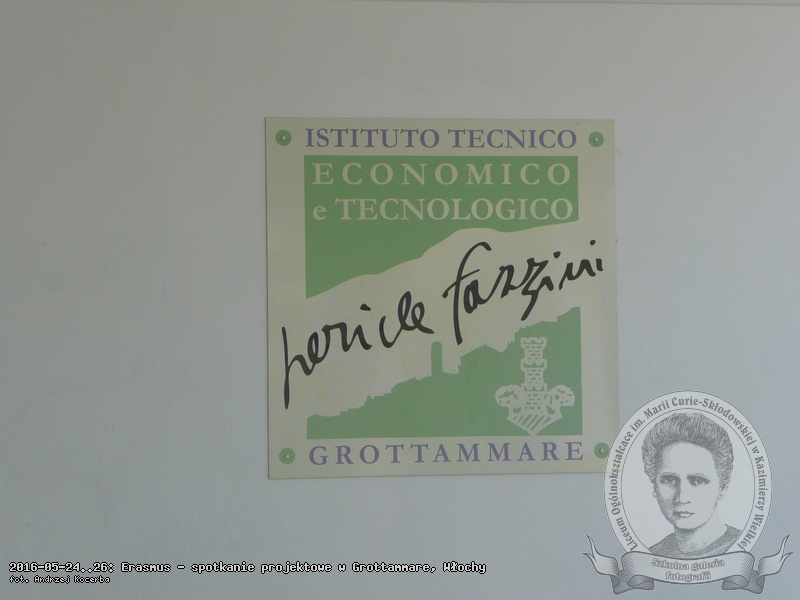 ISTITUTO TECNICO
ECONOMICO
e TECNOLOGICO
pericle fazzini
GROTTAMMARE
Liceum Ogólnokształcące im. Marii Curie-Skłodowskiej w Kazimierzy Wielkiej
Szkolna galeria
fotografii
2016-05-24..26: Erasmus - spotkanie projektowe w Grottammare, Włochy
fot. Andrzej Kocerba